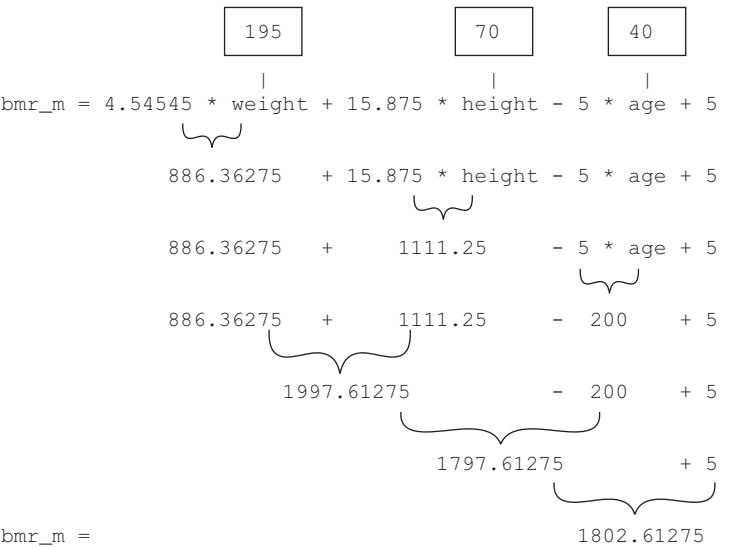 195 70 40
| | |
bmr_m = 4.54545 * weight + 15.875 * height - 5 * age + 5
886.36275 + 15.875 * height - 5 * age + 5
886.36275 + 1111.25 - 5 * age + 5
886.36275 + 1111.25 - 200 + 5
1997.61275 - 200 + 5
1797.61275 + 5
bmr_m = 1802.61275